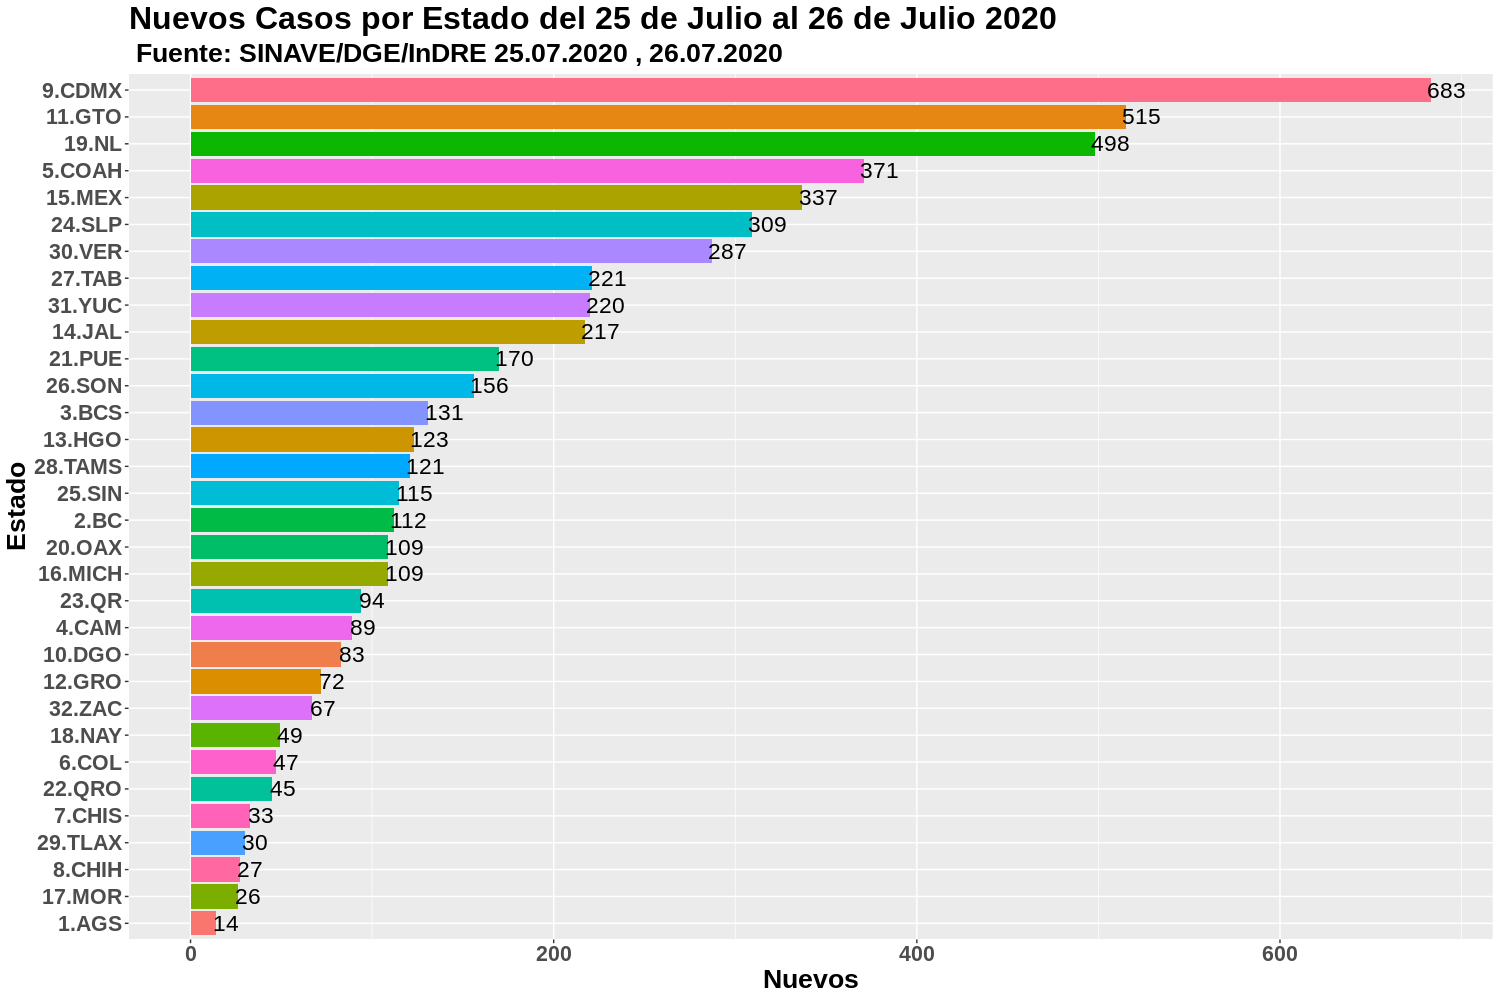 Nuevos Casos por Estado del 25 de Julio al 26 de Julio 2020
Fuente: SINAVE/DGE/InDRE 25.07.2020 , 26.07.2020
9.CDMX 683
11.GTO 515
19.NL 498
5.COAH 371
15.MEX 337
24.SLP 309
30.VER 287
27.TAB 221
31.YUC 220
14.JAL 217
21.PUE 170
26.SON 156
3.BCS 131
13.HGO 123
28.TAMS 121
25.SIN 115
2.BC 112
20.OAX 109
16.MICH 109
23.QR 94
4.CAM 89
10.DGO 83
12.GRO 72
32.ZAC 67
18.NAY 49
6.COL 47
22.QRO 45
7.CHIS 33
29.TLAX 30
8.CHIH 27
17.MOR 26
1.AGS 14
Estado
0 200 400 600
Nuevos